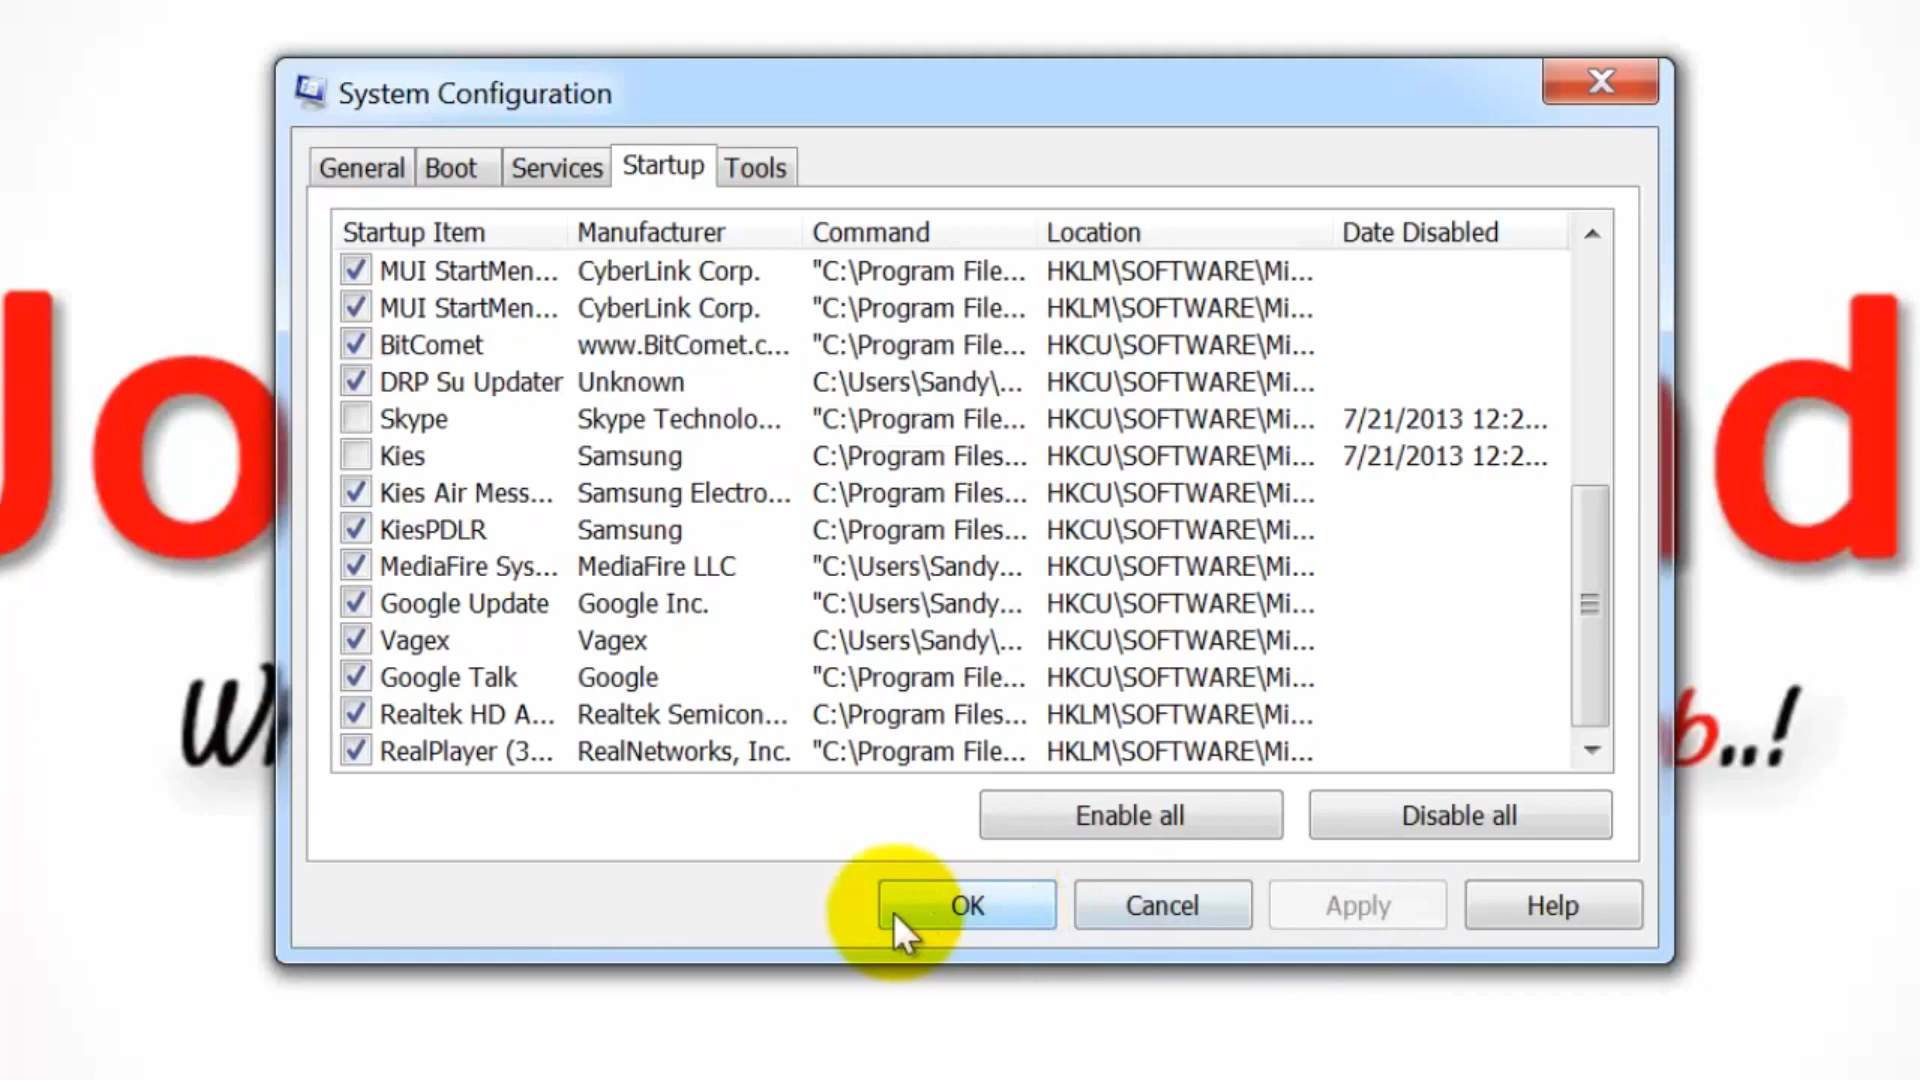 System Configuration
General Boot Services Startup Tools
Startup Item Manufacturer Command Location Date Disabled
MUI StartMen... CyberLink Corp. "C:\Program File... HKLM\SOFTWARE\Mi...
MUI StartMen... CyberLink Corp. "C:\Program File... HKLM\SOFTWARE\Mi...
BitComet www.BitComet.c... "C:\Program File... HKCU\SOFTWARE\Mi...
DRP Su Updater Unknown C:\Users\Sandy\... HKCU\SOFTWARE\Mi...
Skype Skype Technolo... "C:\Program File... HKCU\SOFTWARE\Mi... 7/21/2013 12:2...
Kies Samsung C:\Program Files... HKCU\SOFTWARE\Mi... 7/21/2013 12:2...
Kies Air Mess... Samsung Electro... C:\Program Files... HKCU\SOFTWARE\Mi...
KiesPDLR Samsung C:\Program Files... HKCU\SOFTWARE\Mi...
MediaFire Sys... MediaFire LLC "C:\Users\Sandy... HKCU\SOFTWARE\Mi...
Google Update Google Inc. "C:\Users\Sandy... HKCU\SOFTWARE\Mi...
Vagex Vagex C:\Users\Sandy\... HKCU\SOFTWARE\Mi...
Google Talk Google "C:\Program File... HKCU\SOFTWARE\Mi...
Realtek HD A... Realtek Semicon... C:\Program Files... HKLM\SOFTWARE\Mi...
RealPlayer (3... RealNetworks, Inc. "C:\Program File... HKLM\SOFTWARE\Mi...
Enable all Disable all
OK Cancel Apply Help